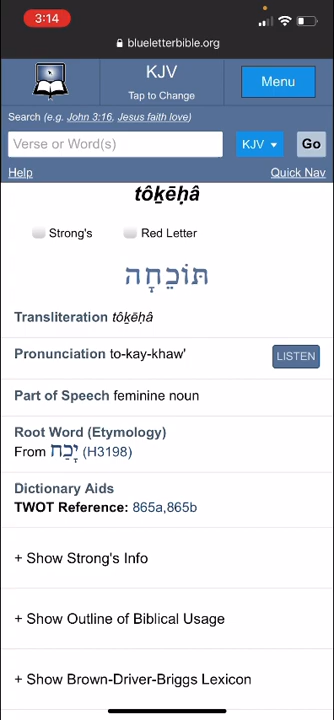 3:14
blueletterbible.org
KJV
Tap to Change
Menu
Search (e.g. John 3:16, Jesus faith love)
Verse or Word(s)
KJV
Go
Help
Quick Nav
tôḵēḥâ
Strong's
Red Letter
תּוֹכֵחָה
Transliteration tôḵēḥâ
Pronunciation to-kay-khaw'
LISTEN
Part of Speech feminine noun
Root Word (Etymology)
From יָכַח (H3198)
Dictionary Aids
TWOT Reference: 865a,865b
+ Show Strong's Info
+ Show Outline of Biblical Usage
+ Show Brown-Driver-Briggs Lexicon